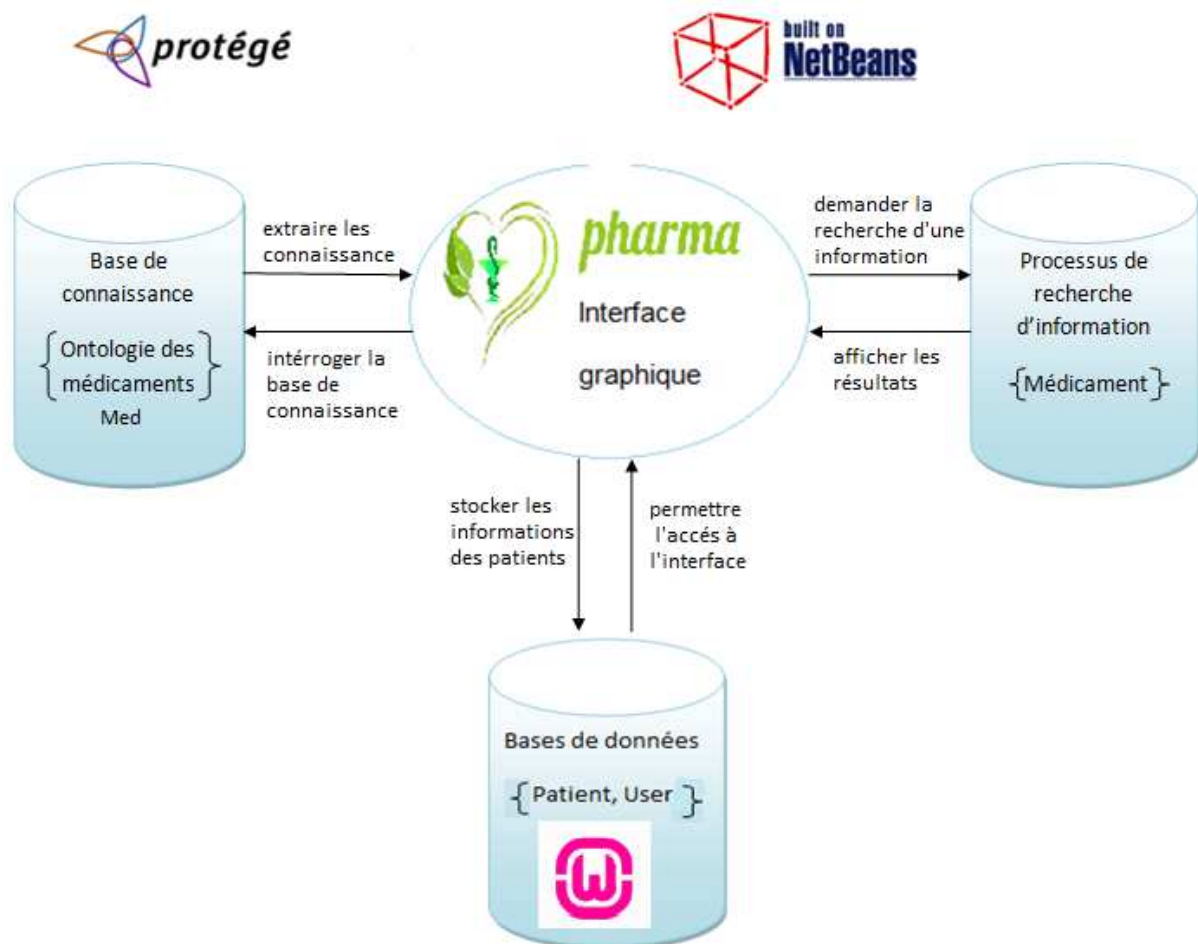 protégé
built on
NetBeans
Base de
connaissance
Ontologie des
médicaments
Med
extraire les
connaissance
intérroger la
base de
connaissance
pharma
Interface
graphique
demander la
recherche d'une
information
afficher les
résultats
Processus de
recherche
d’information
{Médicament}
stocker les
informations
des patients
permettre
l'accés à
l'interface
Bases de données
{Patient, User }
W